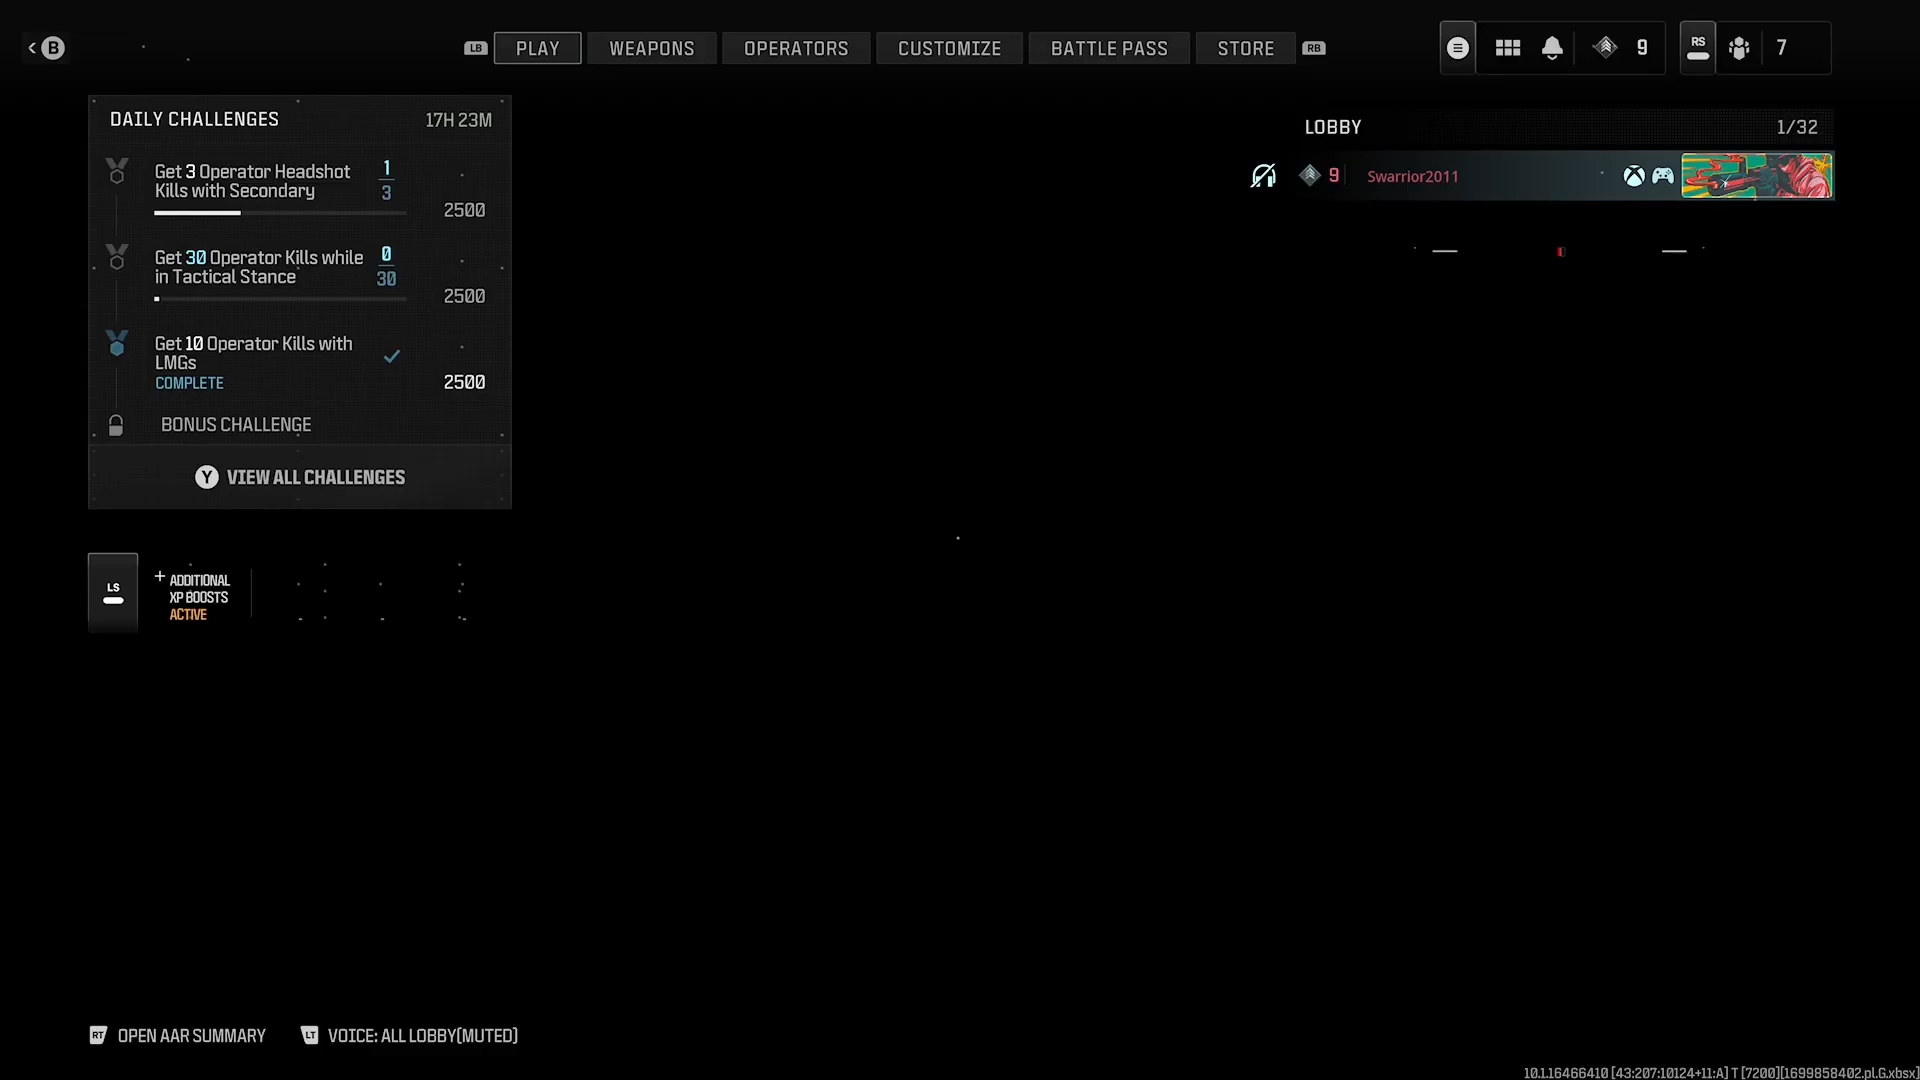 B
LB PLAY WEAPONS OPERATORS CUSTOMIZE BATTLE PASS STORE RB
9 RS 7
DAILY CHALLENGES 17H 23M
Get 3 Operator Headshot
Kills with Secondary
1
3
2500
Get 30 Operator Kills while
in Tactical Stance
0
30
2500
Get 10 Operator Kills with
LMGs
COMPLETE
2500
BONUS CHALLENGE
Y VIEW ALL CHALLENGES
LS
+ ADDITIONAL
XP BOOSTS
ACTIVE
LOBBY 1/32
9 Swarrior2011
RT OPEN AAR SUMMARY LT VOICE: ALL LOBBY(MUTED)
10.1.16466410 [43:207:10124+11:A] T [7200][1699858402.pl.G.xbsx]